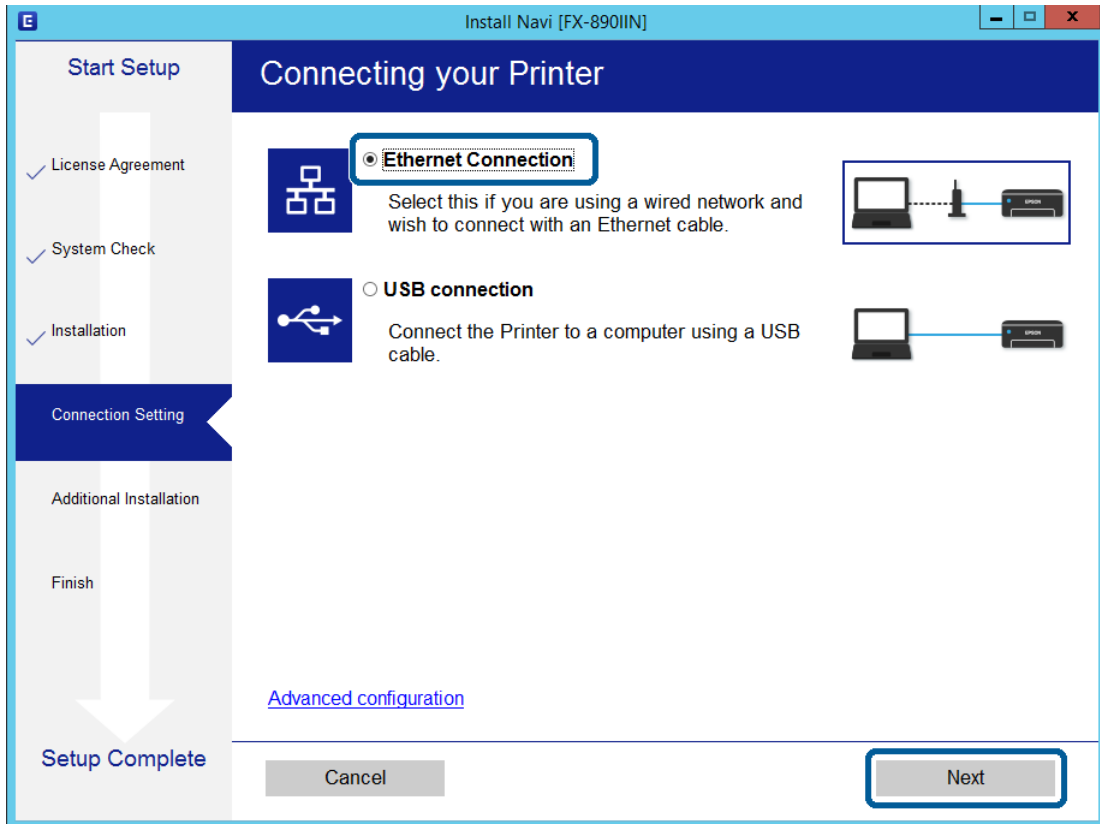 E
Install Navi [FX-890IIN]
Start Setup
Connecting your Printer
License Agreement
System Check
Installation
Connection Setting
Additional Installation
Finish
Setup Complete
Ethernet Connection
Select this if you are using a wired network and
wish to connect with an Ethernet cable.
EPSON
USB connection
Connect the Printer to a computer using a USB
cable.
EPSON
Advanced configuration
Cancel
Next